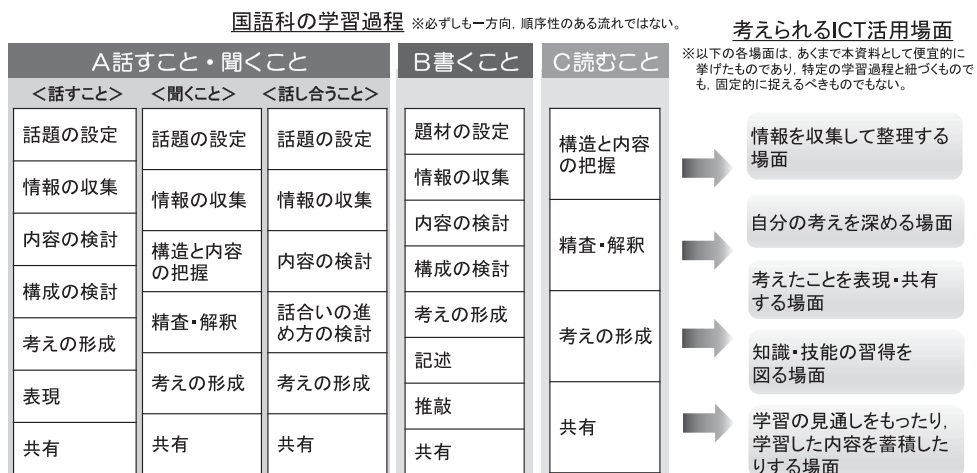 国語科の学習過程 ※必ずしも一方向，順序性のある流れではない。
A話すこと・聞くこと
<話すこと>
話題の設定
情報の収集
内容の検討
構成の検討
考えの形成
表現
共有
<聞くこと>
話題の設定
情報の収集
構造と内容
の把握
精査・解釈
考えの形成
共有
<話し合うこと>
話題の設定
情報の収集
内容の検討
話合いの進
め方の検討
考えの形成
共有
B書くこと
題材の設定
情報の収集
内容の検討
構成の検討
考えの形成
記述
推敲
共有
C読むこと
構造と内容
の把握
精査・解釈
考えの形成
共有
考えられるICT活用場面
※以下の各場面は，あくまで本資料として便宜的に
挙げたものであり，特定の学習過程と紐づくもので
も，固定的に捉えるべきものでもない。
情報を収集して整理する
場面
自分の考えを深める場面
考えたことを表現・共有
する場面
知識・技能の習得を
図る場面
学習の見通しをもったり，
学習した内容を蓄積した
りする場面